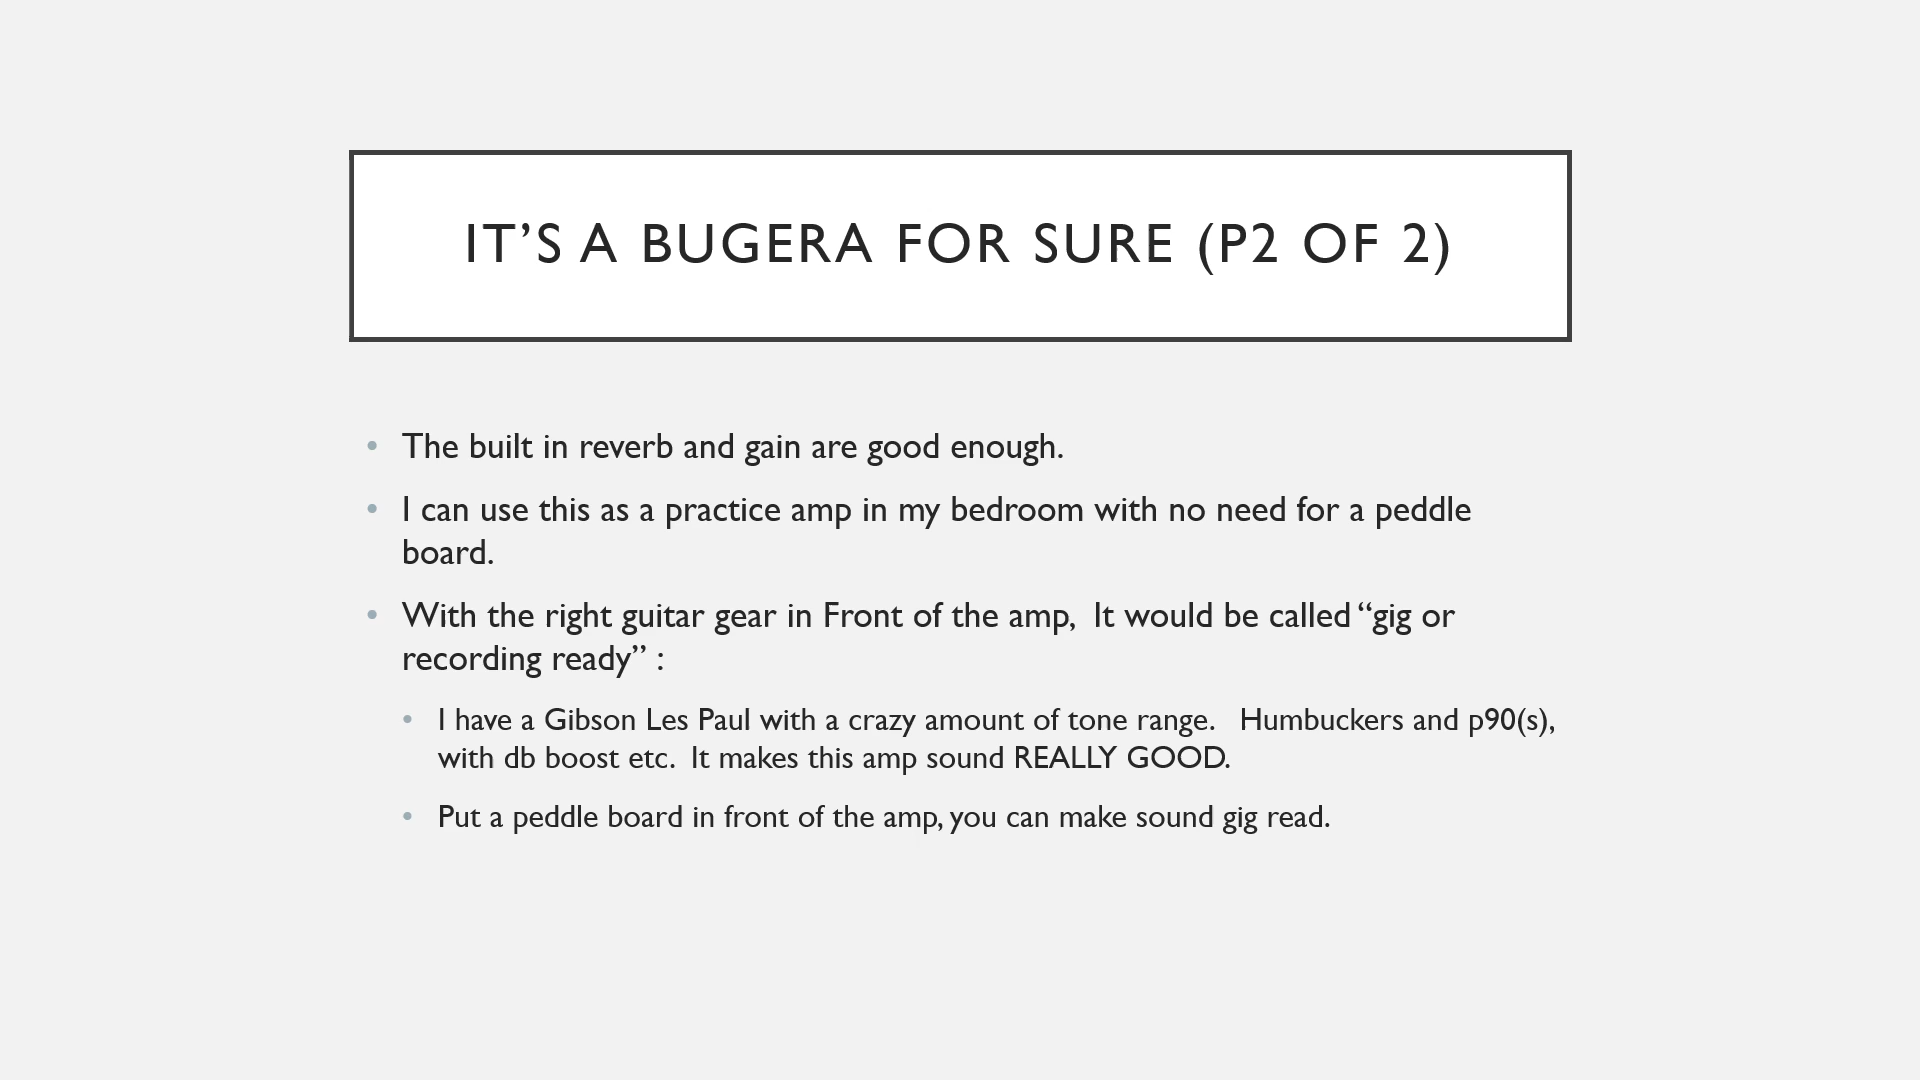 IT’S A BUGERA FOR SURE (P2 OF 2)
• The built in reverb and gain are good enough.
• I can use this as a practice amp in my bedroom with no need for a peddle
board.
• With the right guitar gear in Front of the amp,  It would be called “gig or
recording ready” :
• I have a Gibson Les Paul with a crazy amount of tone range.   Humbuckers and p90(s),
with db boost etc.  It makes this amp sound REALLY GOOD.
• Put a peddle board in front of the amp, you can make sound gig read.